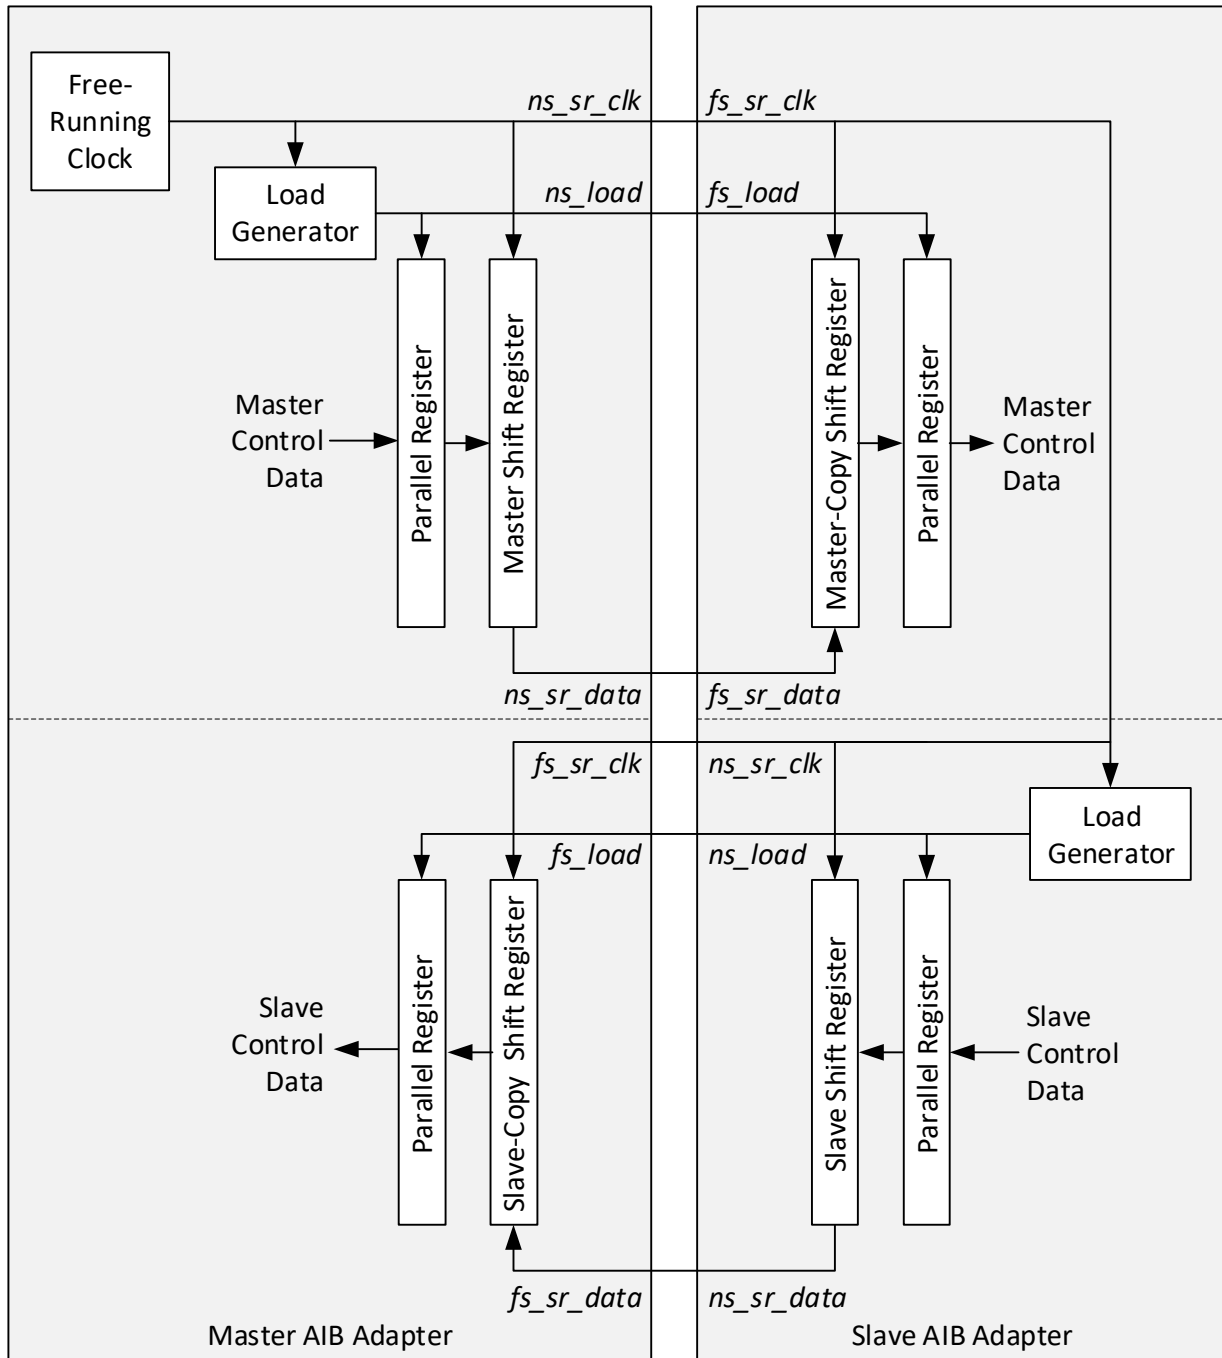 Free-
Running
Clock
ns_sr_clk
fs_sr_clk
Load
Generator
ns_load
fs_load
Master
Control
Data
Parallel Register
Master Shift Register
Master-Copy Shift Register
Parallel Register
Master
Control
Data
ns_sr_data
fs_sr_data
fs_sr_clk
ns_sr_clk
Load
Generator
fs_load
ns_load
Slave
Control
Data
Parallel Register
Slave-Copy Shift Register
Slave Shift Register
Parallel Register
Slave
Control
Data
fs_sr_data
ns_sr_data
Master AIB Adapter
Slave AIB Adapter